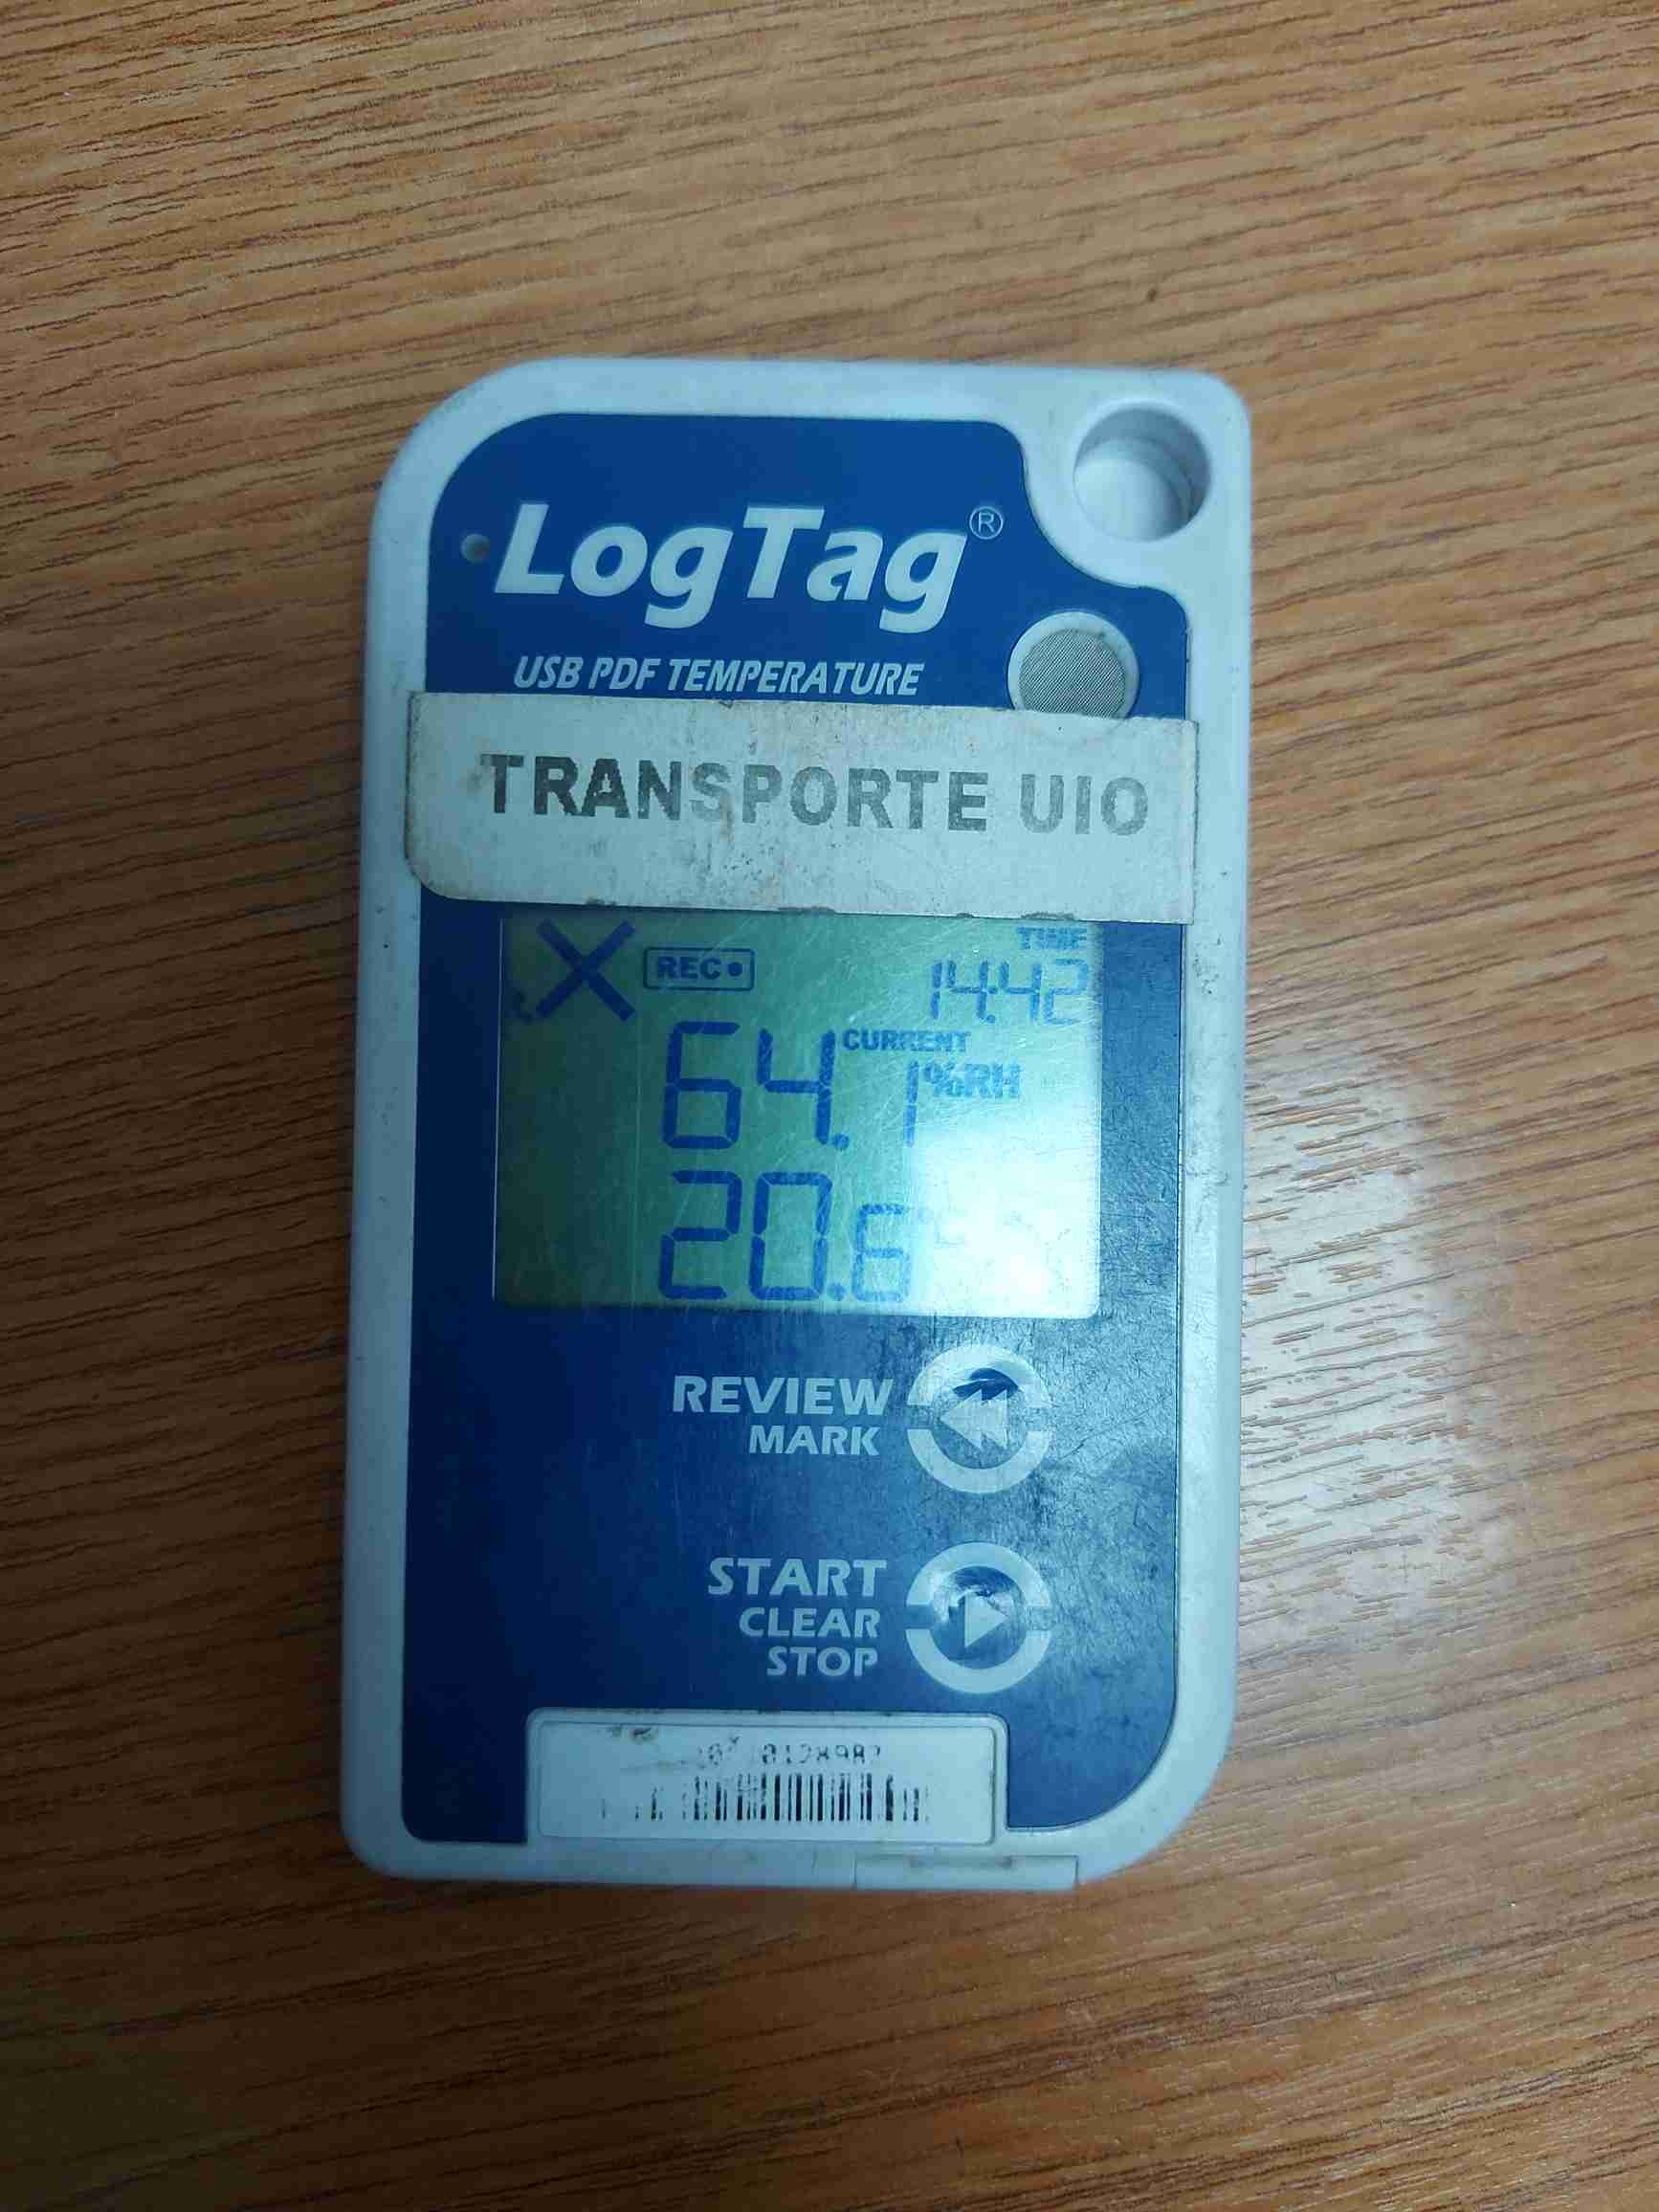 LogTag®
USB PDF TEMPERATURE
TRANSPORTE UIO
TIME
REC
14:42
CURRENT
64.1%RH
20.6°C
REVIEW
MARK
START
CLEAR
STOP